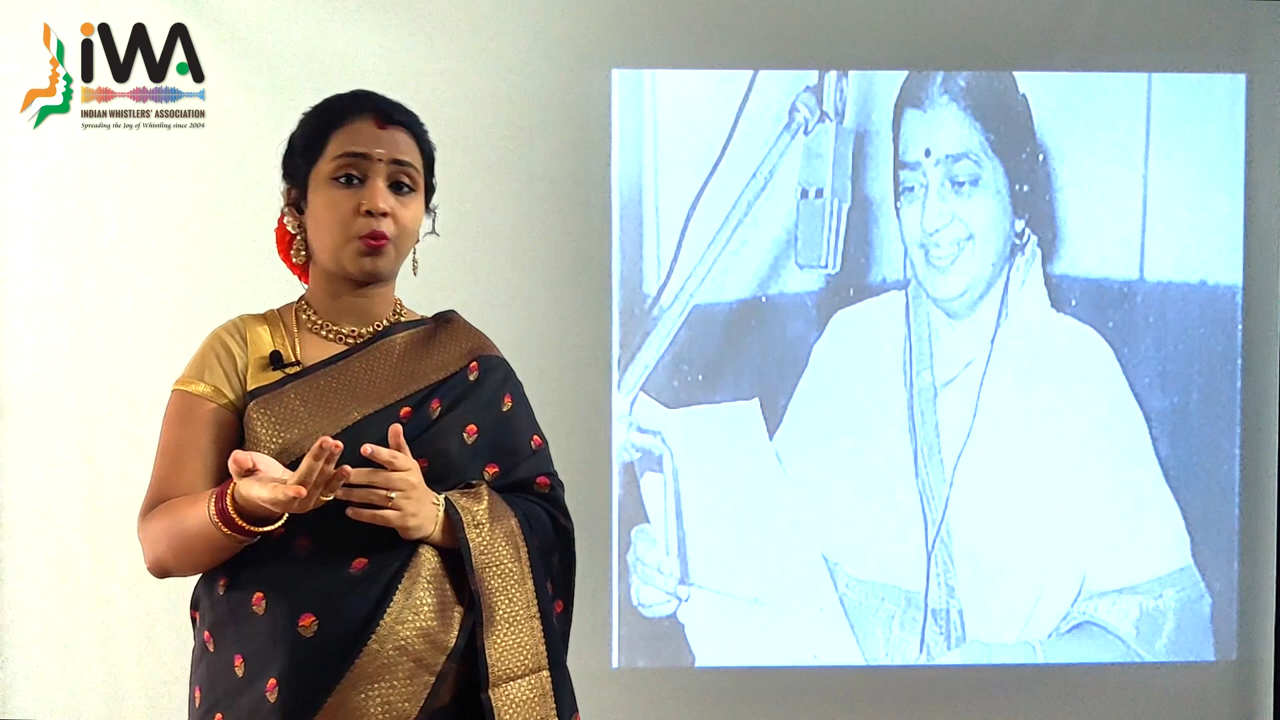 iWA
INDIAN WHISTLERS' ASSOCIATION
Spreading the Joy of Whistling since 2004